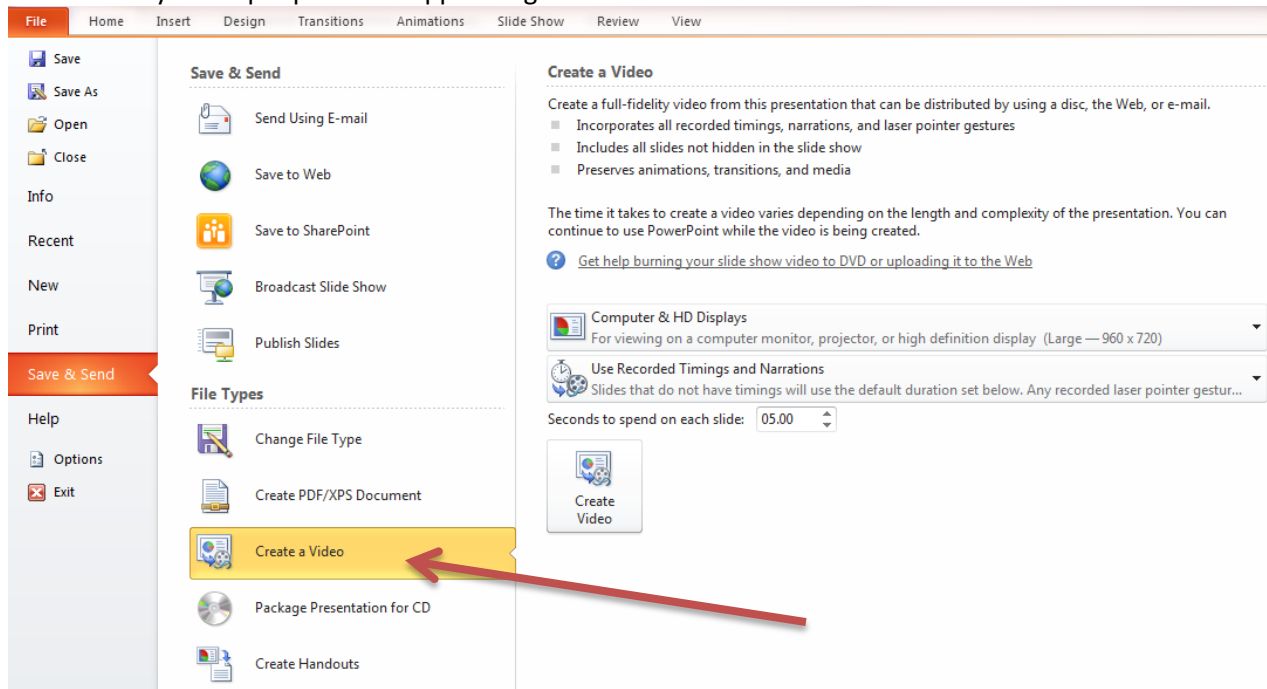 File Home Insert Design Transitions Animations Slide Show Review View
Save
Save As
Open
Close
Info
Recent
New
Print
Save & Send
Help
Options
Exit
Save & Send
Send Using E-mail
Save to Web
Save to SharePoint
Broadcast Slide Show
Publish Slides
File Types
Change File Type
Create PDF/XPS Document
Create a Video
Package Presentation for CD
Create Handouts
Create a Video
Create a full-fidelity video from this presentation that can be distributed by using a disc, the Web, or e-mail.
Incorporates all recorded timings, narrations, and laser pointer gestures
Includes all slides not hidden in the slide show
Preserves animations, transitions, and media
The time it takes to create a video varies depending on the length and complexity of the presentation. You can
continue to use PowerPoint while the video is being created.
Get help burning your slide show video to DVD or uploading it to the Web
Computer & HD Displays
For viewing on a computer monitor, projector, or high definition display (Large — 960 x 720)
Use Recorded Timings and Narrations
Slides that do not have timings will use the default duration set below. Any recorded laser pointer gestur...
Seconds to spend on each slide: 05.00
Create
Video